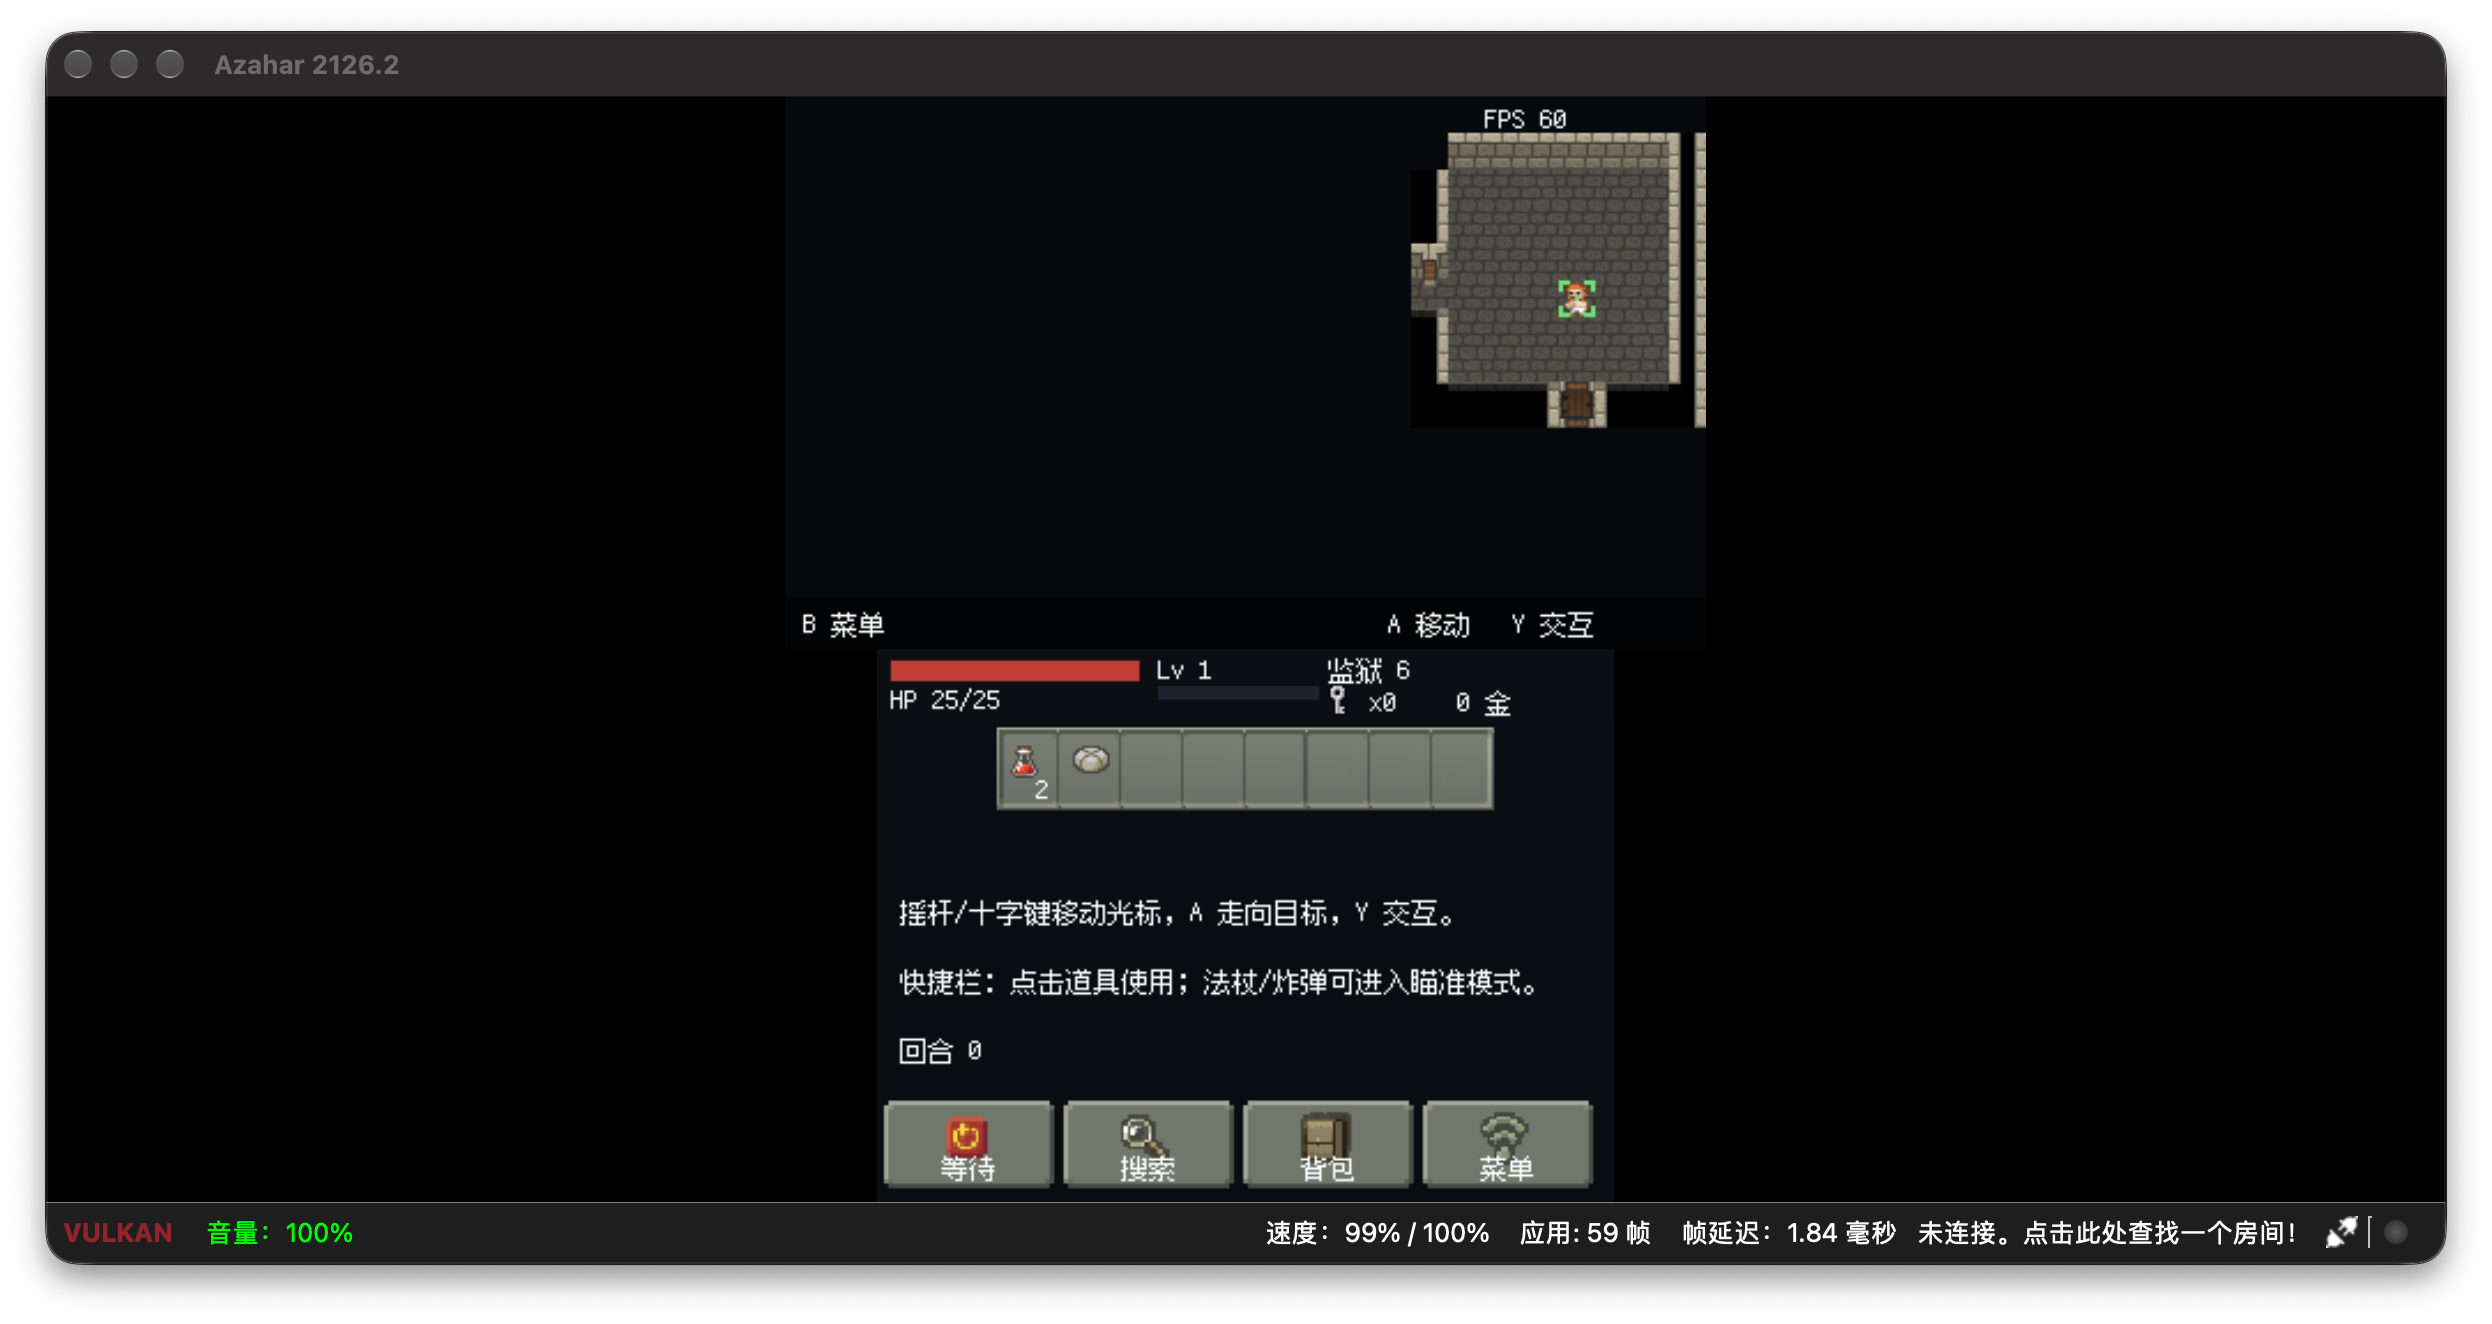 Azahar 2126.2
FPS 60
B 菜单 A 移动 Y 交互
Lv 1 监狱 6
HP 25/25 x0 0 金
2
摇杆/十字键移动光标，A 走向目标，Y 交互。
快捷栏：点击道具使用；法杖/炸弹可进入瞄准模式。
回合 0
等待 搜索 背包 菜单
VULKAN 音量：100% 速度：99% / 100% 应用: 59 帧 帧延迟：1.84 毫秒 未连接。点击此处查找一个房间！